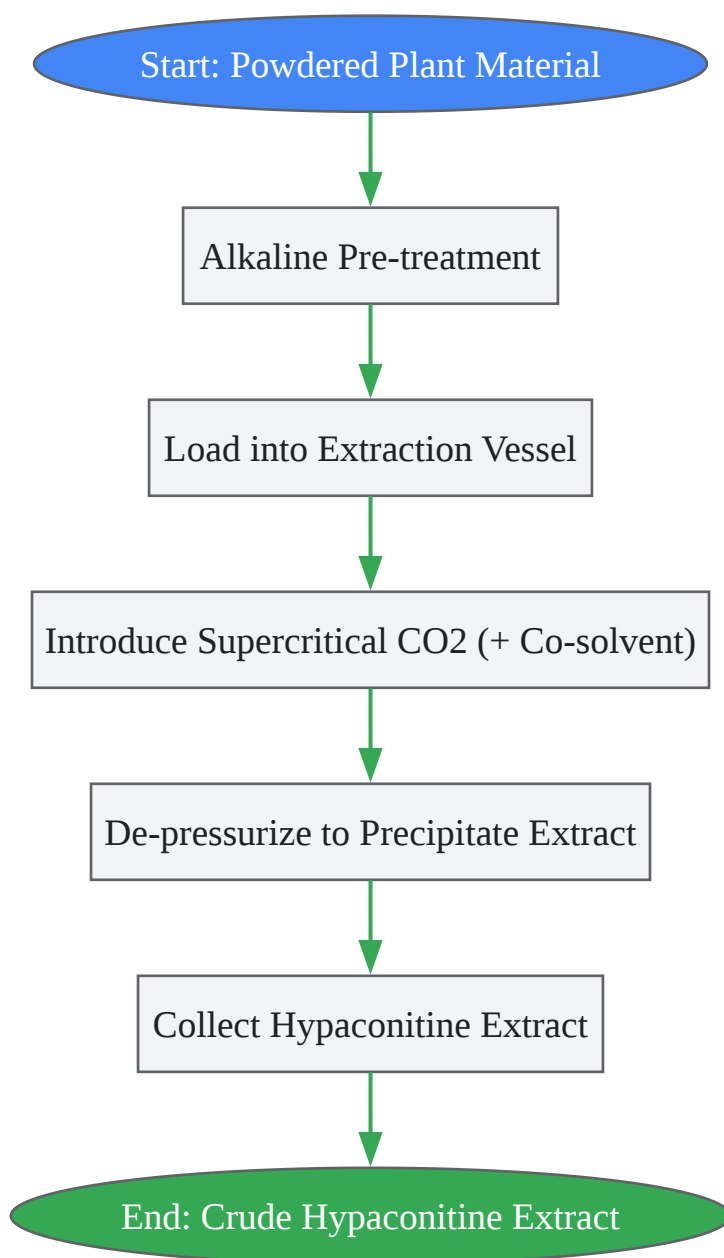 Start: Powdered Plant Material
Alkaline Pre-treatment
Load into Extraction Vessel
Introduce Supercritical CO2 (+ Co-solvent)
De-pressurize to Precipitate Extract
Collect Hypaconitine Extract
End: Crude Hypaconitine Extract